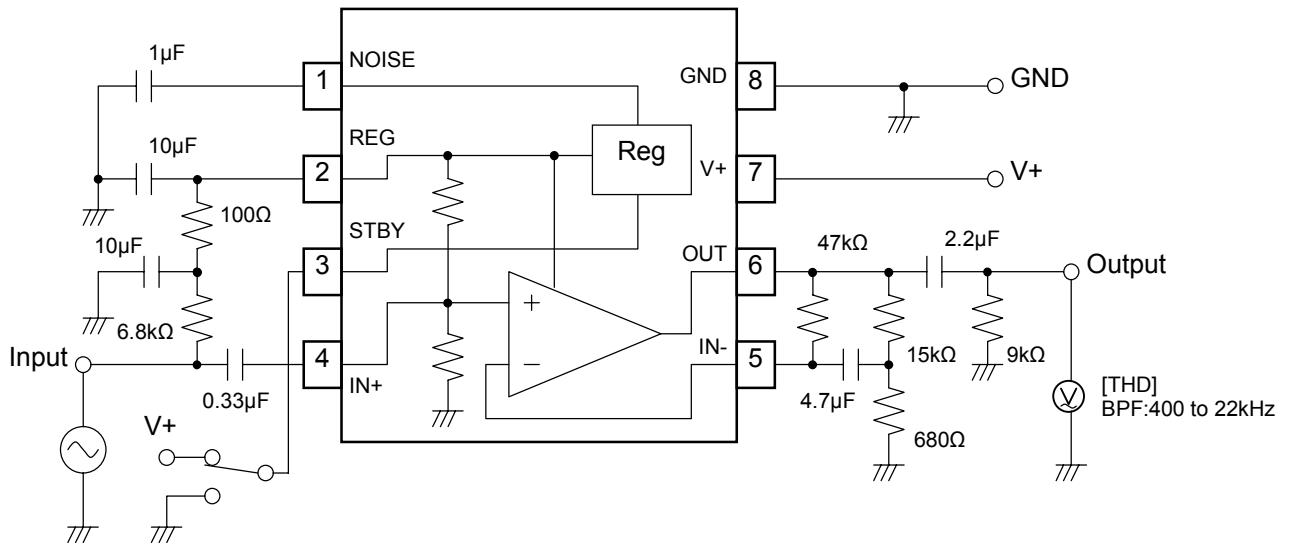 1µF
1
NOISE
GND
8
GND
10µF
REG
2
Reg
V+
7
V+
100Ω
STBY
10µF
3
OUT
6
47kΩ
2.2µF
Output
6.8kΩ
+
−
15kΩ
9kΩ
Input
4
IN+
IN-
5
0.33µF
4.7µF
V
[THD]
BPF:400 to 22kHz
V+
680Ω